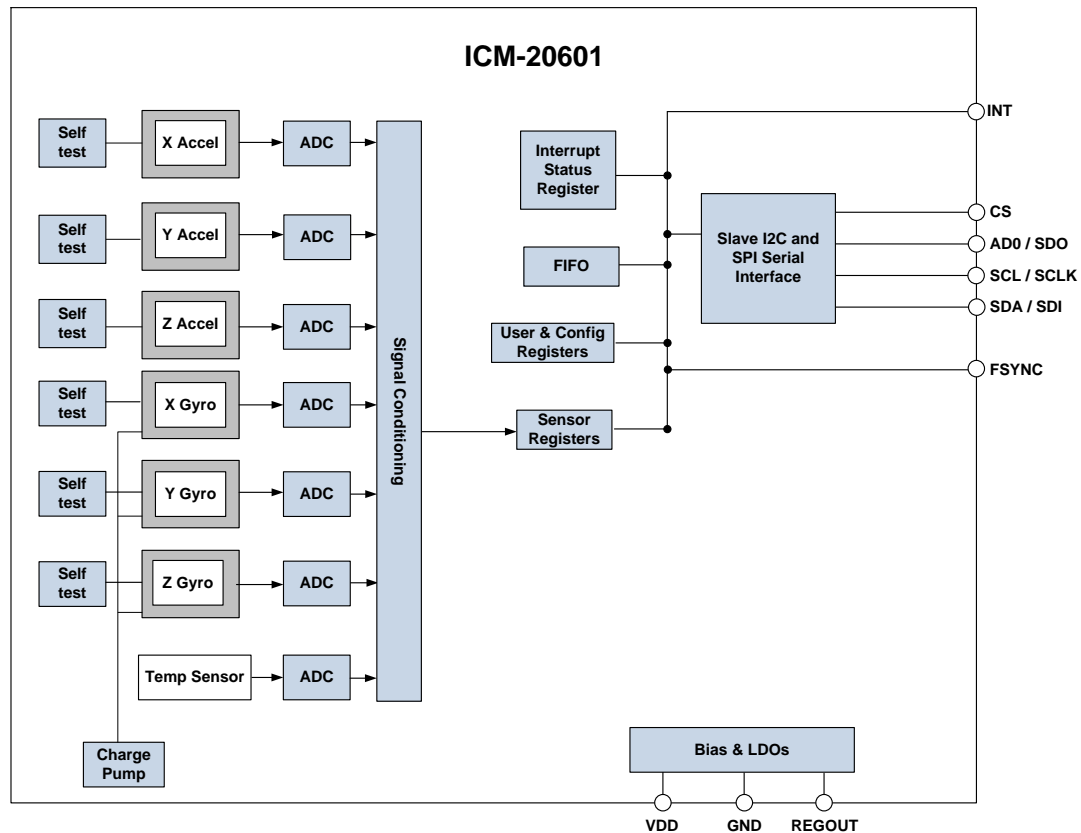 ICM-20601
Self
test
X Accel
ADC
Self
test
Y Accel
ADC
Self
test
Z Accel
ADC
Self
test
X Gyro
ADC
Self
test
Y Gyro
ADC
Self
test
Z Gyro
ADC
Temp Sensor
ADC
Charge
Pump
Signal Conditioning
Interrupt
Status
Register
FIFO
User & Config
Registers
Sensor
Registers
Slave I2C and
SPI Serial
Interface
INT
CS
AD0 / SDO
SCL / SCLK
SDA / SDI
FSYNC
Bias & LDOs
VDD
GND
REGOUT